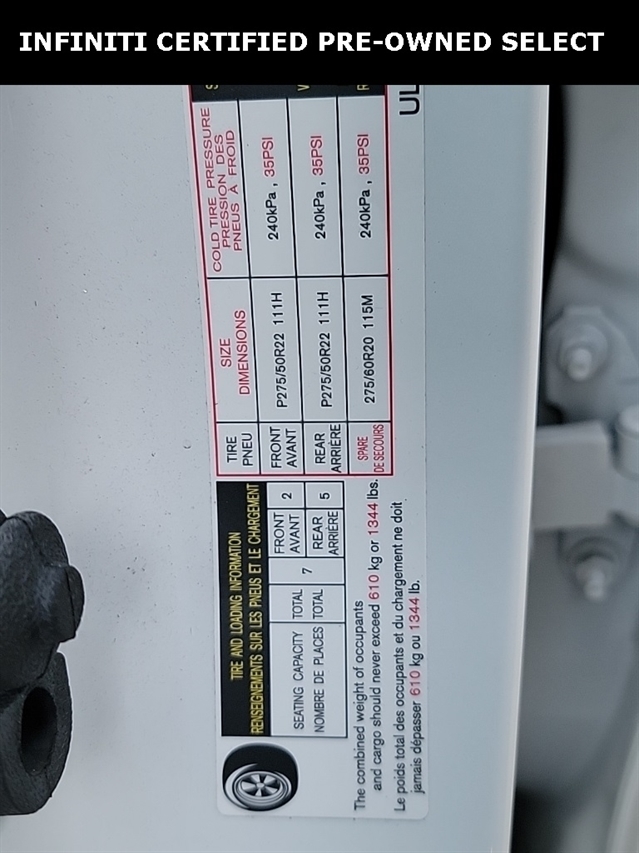 INFINITI CERTIFIED PRE-OWNED SELECT
TIRE AND LOADING INFORMATION
RENSEIGNEMENTS SUR LES PNEUS ET LE CHARGEMENT
SEATING CAPACITY
NOMBRE DE PLACES
TOTAL
TOTAL
7
FRONT
AVANT
2
REAR
ARRIÈRE
5
The combined weight of occupants
and cargo should never exceed 610 kg or 1344 lbs.
Le poids total des occupants et du chargement ne doit
jamais dépasser 610 kg ou 1344 lb.
TIRE
PNEU
SIZE
DIMENSIONS
COLD TIRE PRESSURE
PRESSION DES
PNEUS À FROID
FRONT
AVANT
P275/50R22 111H
240kPa, 35PSI
REAR
ARRIÈRE
P275/50R22 111H
240kPa, 35PSI
SPARE
DE SECOURS
275/60R20 115M
240kPa, 35PSI